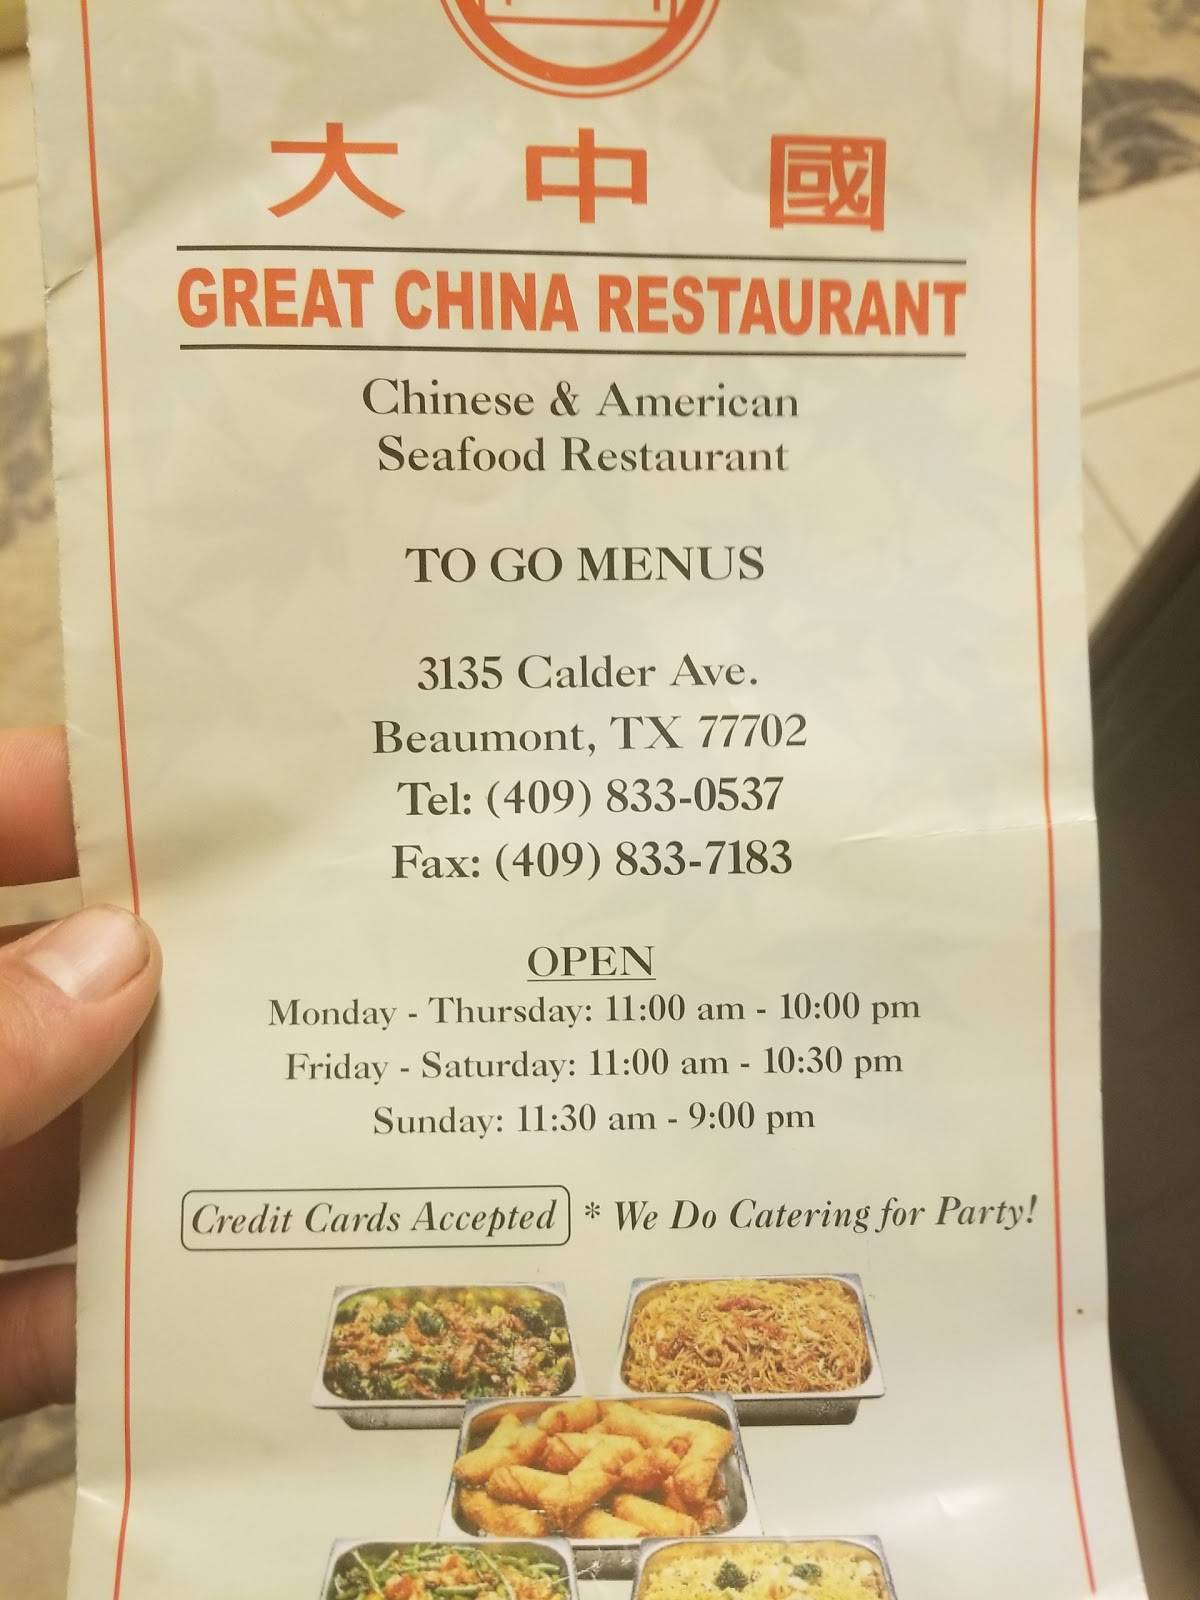 大 中 國
GREAT CHINA RESTAURANT
Chinese & American
Seafood Restaurant
TO GO MENUS
3135 Calder Ave.
Beaumont, TX 77702
Tel: (409) 833-0537
Fax: (409) 833-7183
OPEN
Monday - Thursday: 11:00 am - 10:00 pm
Friday - Saturday: 11:00 am - 10:30 pm
Sunday: 11:30 am - 9:00 pm
Credit Cards Accepted * We Do Catering for Party!